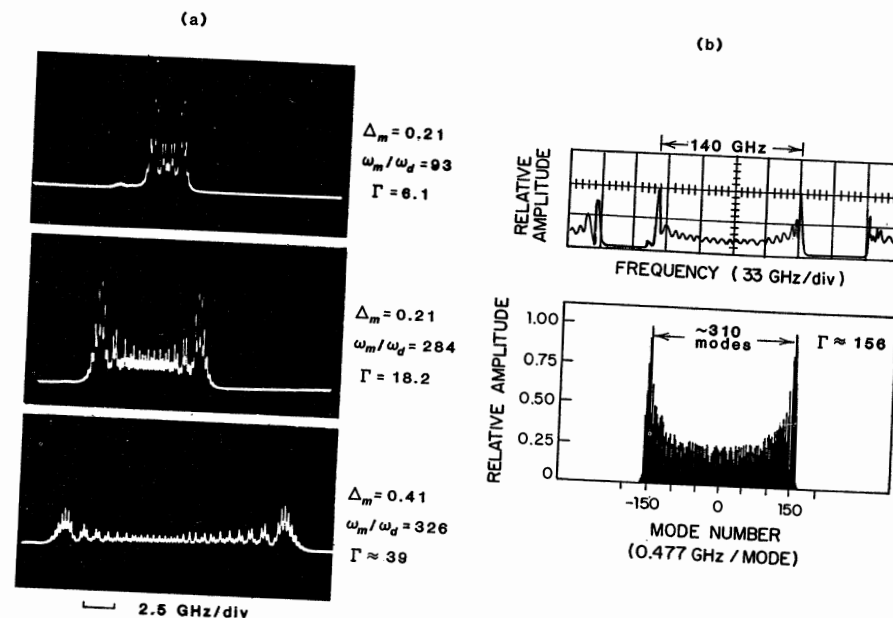 (a)
Δm = 0.21
ωm/ωd = 93
Γ = 6.1
Δm = 0.21
ωm/ωd = 284
Γ = 18.2
Δm = 0.41
ωm/ωd = 326
Γ ≈ 39
2.5 GHz/div
(b)
140 GHz
RELATIVE
AMPLITUDE
FREQUENCY (33 GHz/div)
1.00
0.75
0.50
0.25
0
RELATIVE AMPLITUDE
~310
modes
Γ ≈ 156
-150 0 150
MODE NUMBER
(0.477 GHz/MODE)